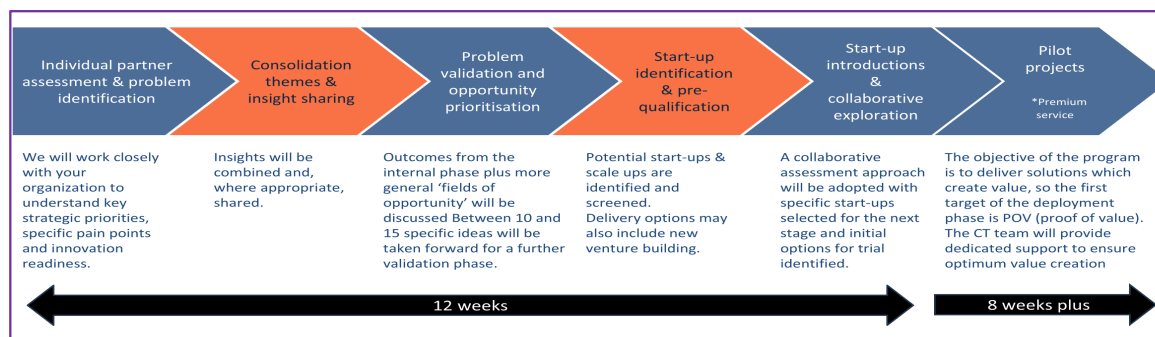 Individual partner
assessment & problem
identification
Consolidation
themes &
insight sharing
Problem
validation and
opportunity
prioritisation
Start-up
identification
& pre-
qualification
Start-up
introductions
&
collaborative
exploration
Pilot
projects
*Premium
service
We will work closely
with your
organization to
understand key
strategic priorities,
specific pain points
and innovation
readiness.
Insights will be
combined and,
where appropriate,
shared.
Outcomes from the
internal phase plus more
general ‘fields of
opportunity’ will be
discussed Between 10 and
15 specific ideas will be
taken forward for a further
validation phase.
Potential start-ups &
scale ups are
identified and
screened.
Delivery options may
also include new
venture building.
A collaborative
assessment approach
will be adopted with
specific start-ups
selected for the next
stage and initial
options for trial
identified.
The objective of the program
is to deliver solutions which
create value, so the first
target of the deployment
phase is POV (proof of value).
The CT team will provide
dedicated support to ensure
optimum value creation
12 weeks
8 weeks plus